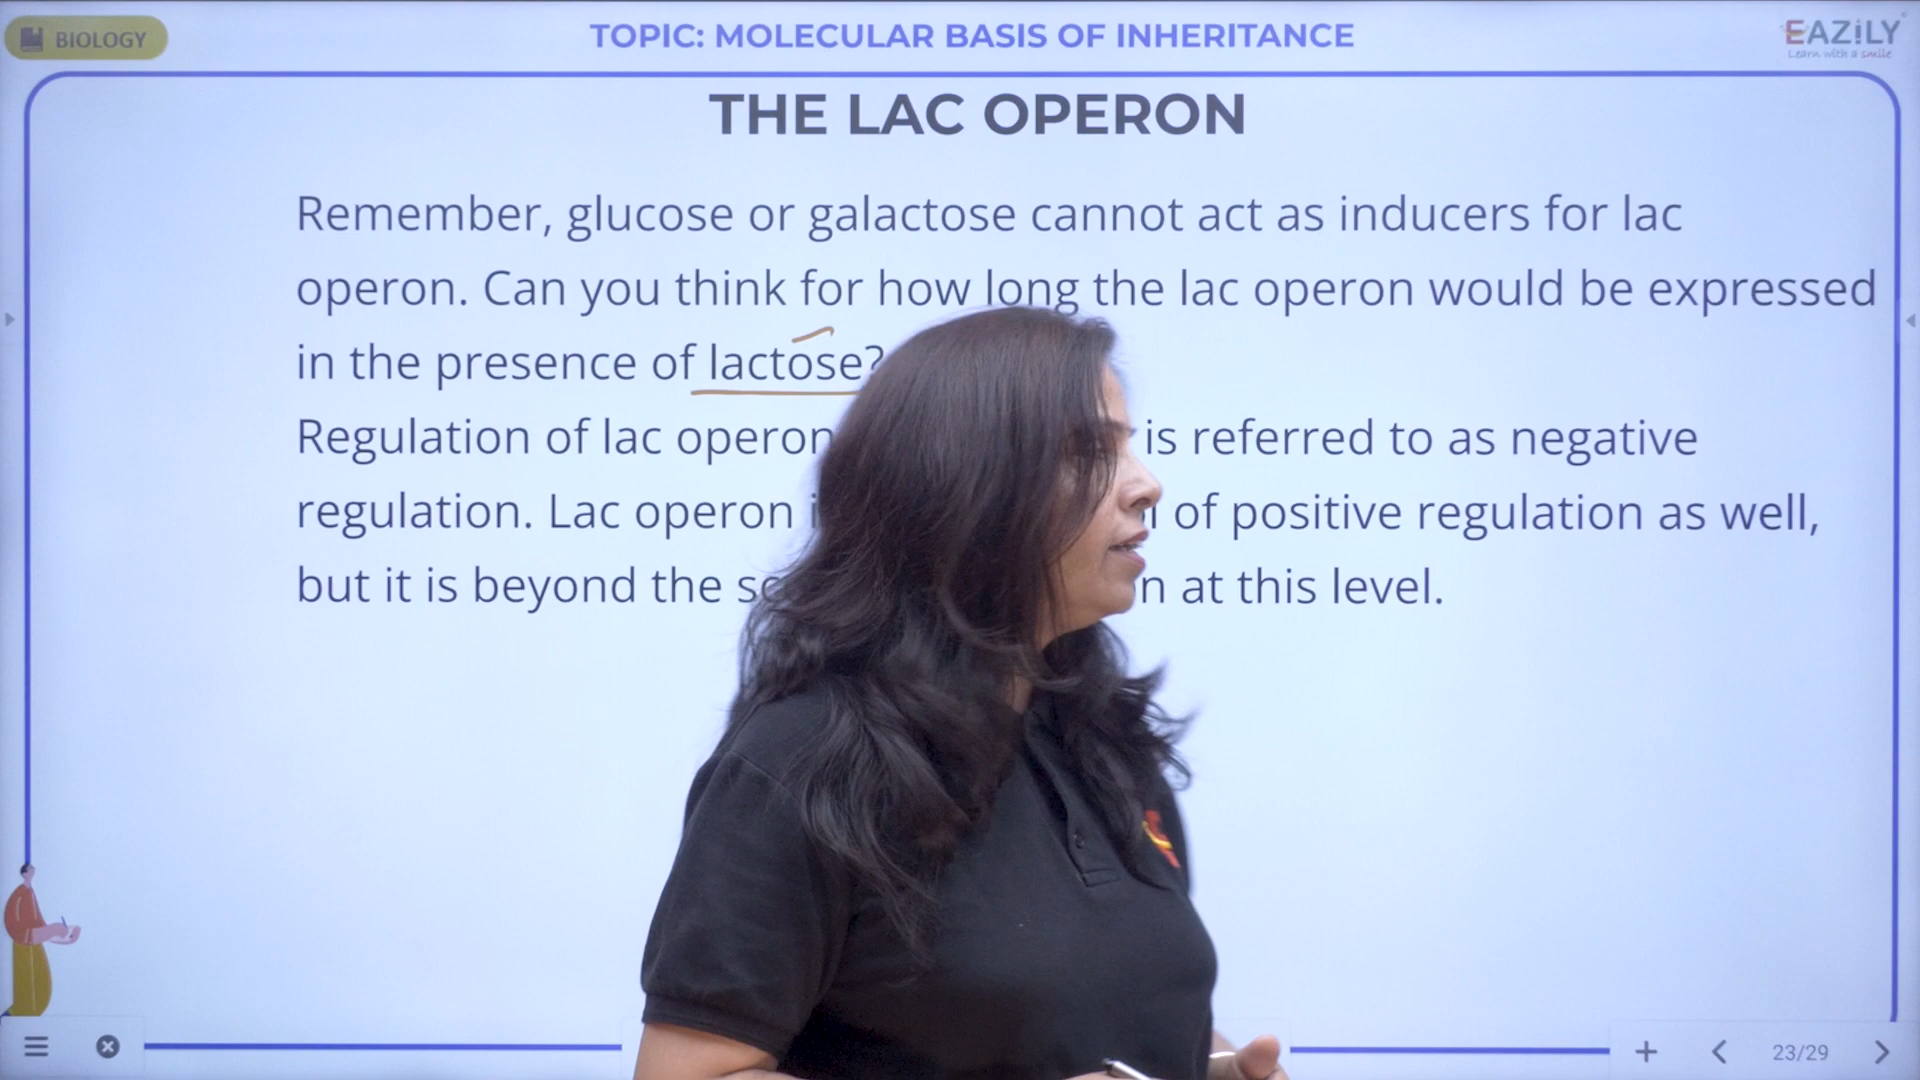 BIOLOGY
TOPIC: MOLECULAR BASIS OF INHERITANCE
EAZiLY
Learn with a smile
THE LAC OPERON
Remember, glucose or galactose cannot act as inducers for lac
operon. Can you think for how long the lac operon would be expressed
in the presence of lactose?
Regulation of lac operon is referred to as negative
regulation. Lac operon of positive regulation as well,
but it is beyond the at this level.
23/29